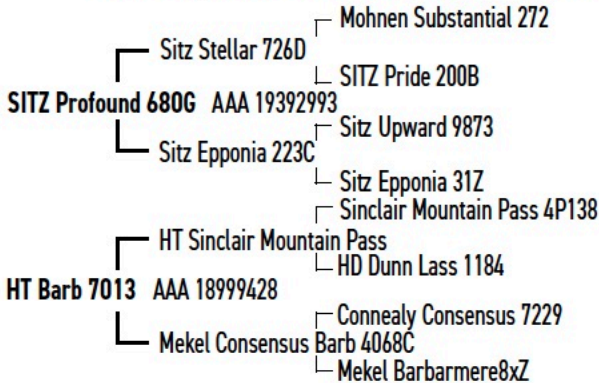 Mohnen Substantial 272
Sitz Stellar 726D
SITZ Pride 200B
SITZ Profound 680G AAA 19392993
Sitz Upward 9873
Sitz Epponia 223C
Sitz Epponia 31Z
Sinclair Mountain Pass 4P138
HT Sinclair Mountain Pass
HD Dunn Lass 1184
HT Barb 7013 AAA 18999428
Connealy Consensus 7229
Mekel Consensus Barb 4068C
Mekel Barbarmere8xZ